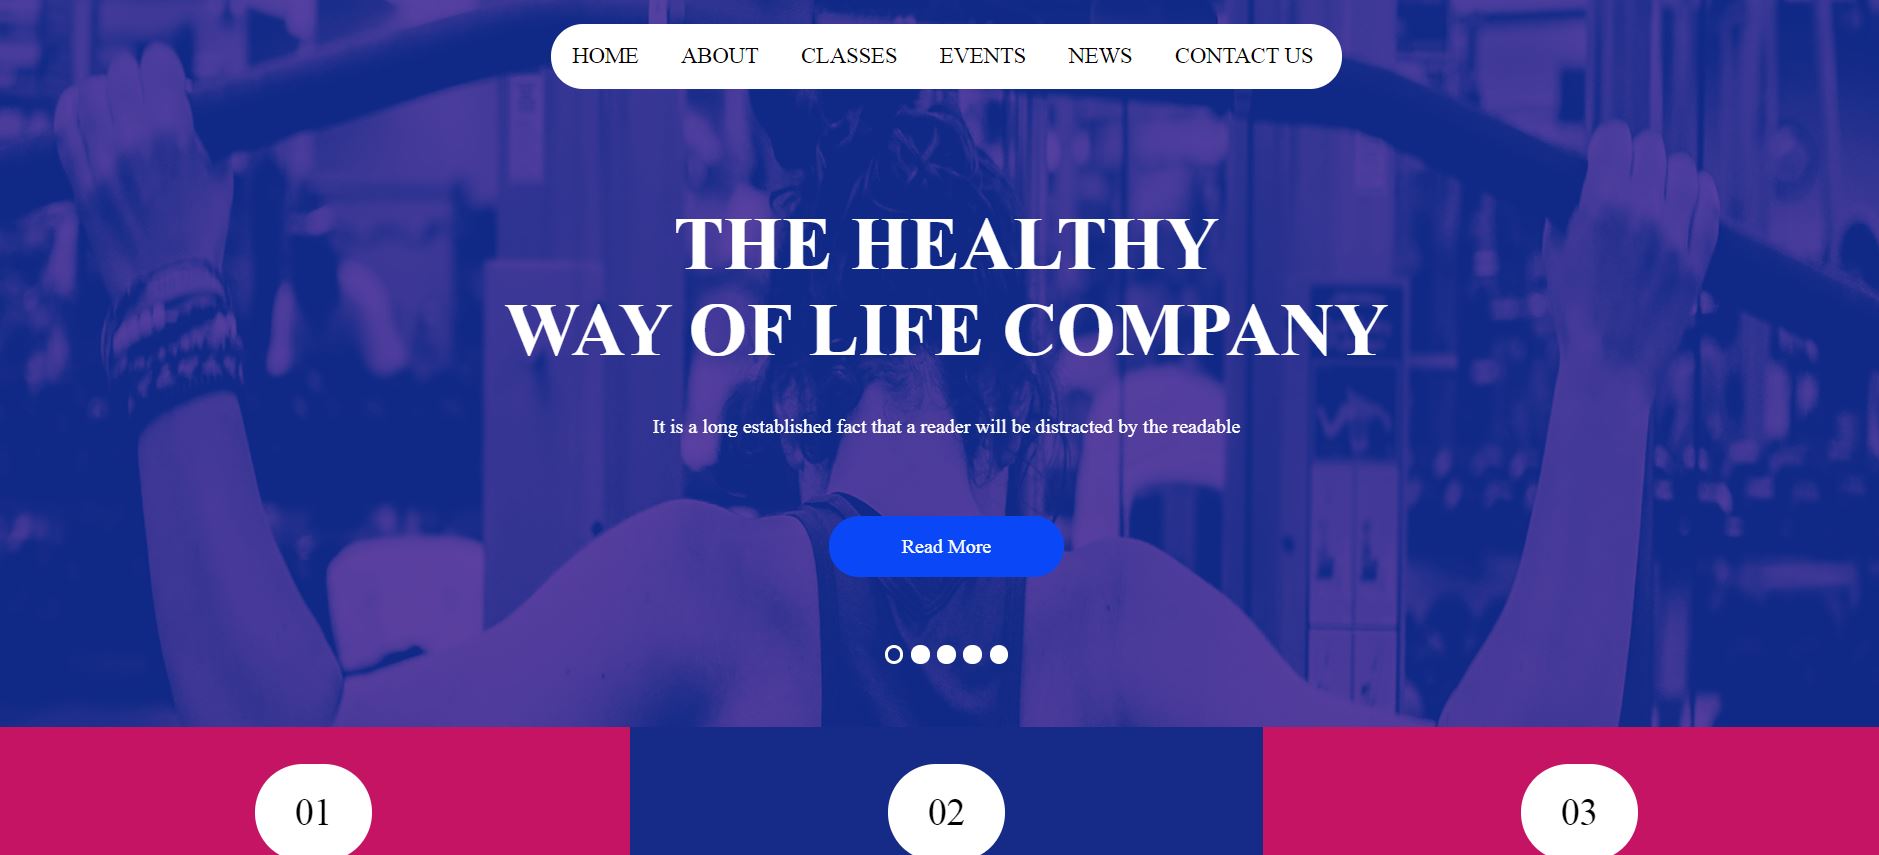 HOME ABOUT CLASSES EVENTS NEWS CONTACT US
THE HEALTHY
WAY OF LIFE COMPANY
It is a long established fact that a reader will be distracted by the readable
Read More
01 02 03